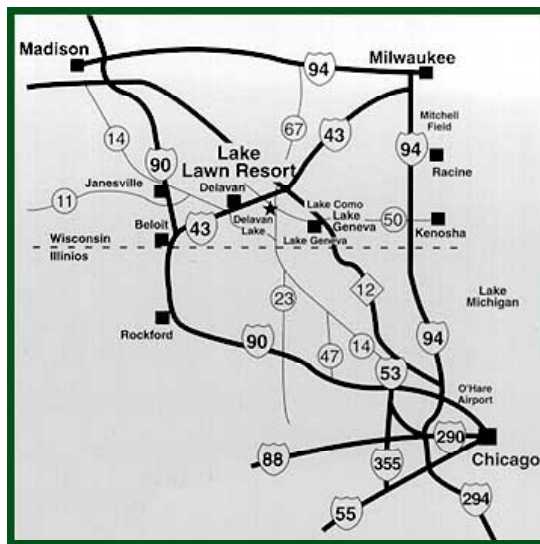 Madison
94
Milwaukee
67
43
14
Mitchell
Field
90
Lake
Lawn Resort
94
Racine
Janesville
Delavan
Lake Como
11
Lake
Geneva
50
Beloit
43
Delavan
Lake
Lake Geneva
Kenosha
Wisconsin
Illinios
12
23
Lake
Michigan
Rockford
90
14
94
47
53
O'Hare
Airport
290
88
355
Chicago
55
294